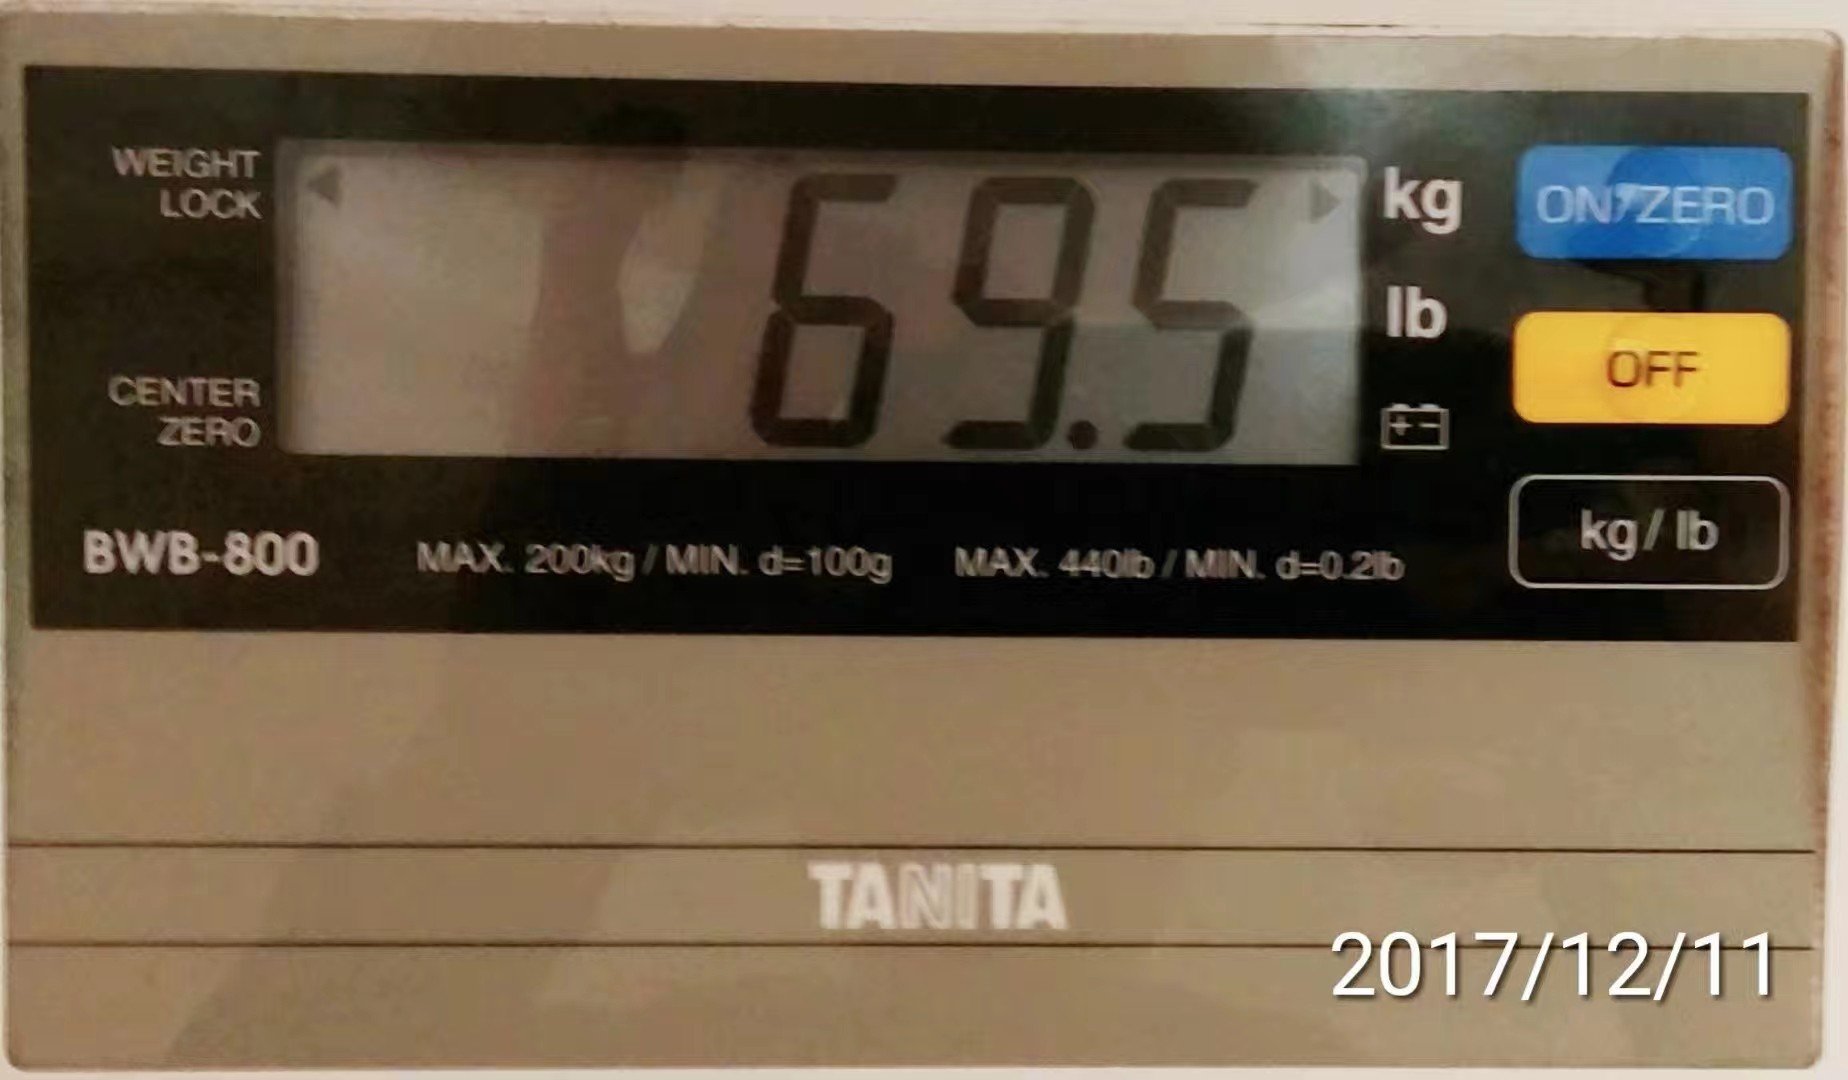 WEIGHT
LOCK
69.5
kg
lb
CENTER
ZERO
ON/ZERO
OFF
kg/lb
BWB-800
MAX. 200kg / MIN. d=100g
MAX. 440lb / MIN. d=0.2lb
TANITA
2017/12/11